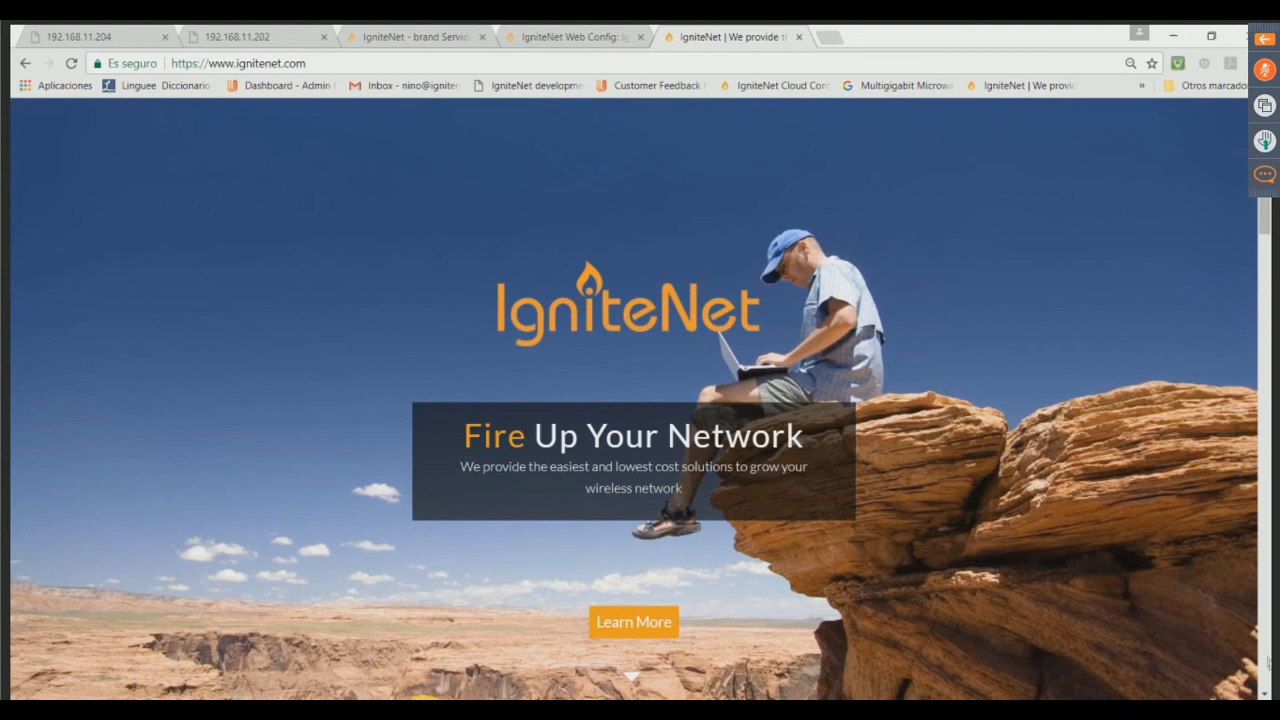 192.168.11.204
192.168.11.202
IgniteNet - brand Servic
IgniteNet Web Config: Ig
IgniteNet | We provide t
Es seguro
https://www.ignitenet.com
Aplicaciones
Linguee Diccionario
Dashboard - Admin
Inbox - nino@igniter
IgniteNet developme
Customer Feedback
IgniteNet Cloud Con
Multigigabit Microwa
IgniteNet | We provi
»
Otros marcado
IgniteNet
Fire Up Your Network
We provide the easiest and lowest cost solutions to grow your
wireless network
Learn More